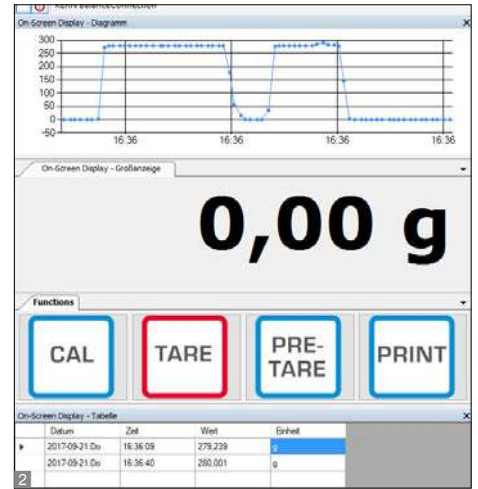 KERN BalanceConnection
On-Screen Display - Diagramm
300
250
200
150
100
50
0
-50
16:36 16:36 16:36 16:36
On-Screen Display - Großanzeige
0,00 g
Functions
CAL TARE PRE-TARE PRINT
On-Screen Display - Tabelle
Datum Zeit Wert Einheit
2017-09-21 Do 16:36:09 279,239 g
2017-09-21 Do 16:36:40 280,001 g
2